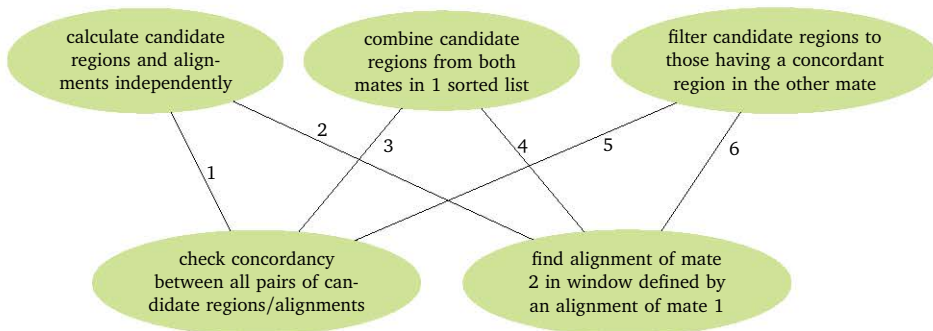 calculate candidate
regions and align-
ments independently
combine candidate
regions from both
mates in 1 sorted list
filter candidate regions to
those having a concordant
region in the other mate
2
3
4
5
6
1
check concordancy
between all pairs of can-
didate regions/alignments
find alignment of mate
2 in window defined by
an alignment of mate 1